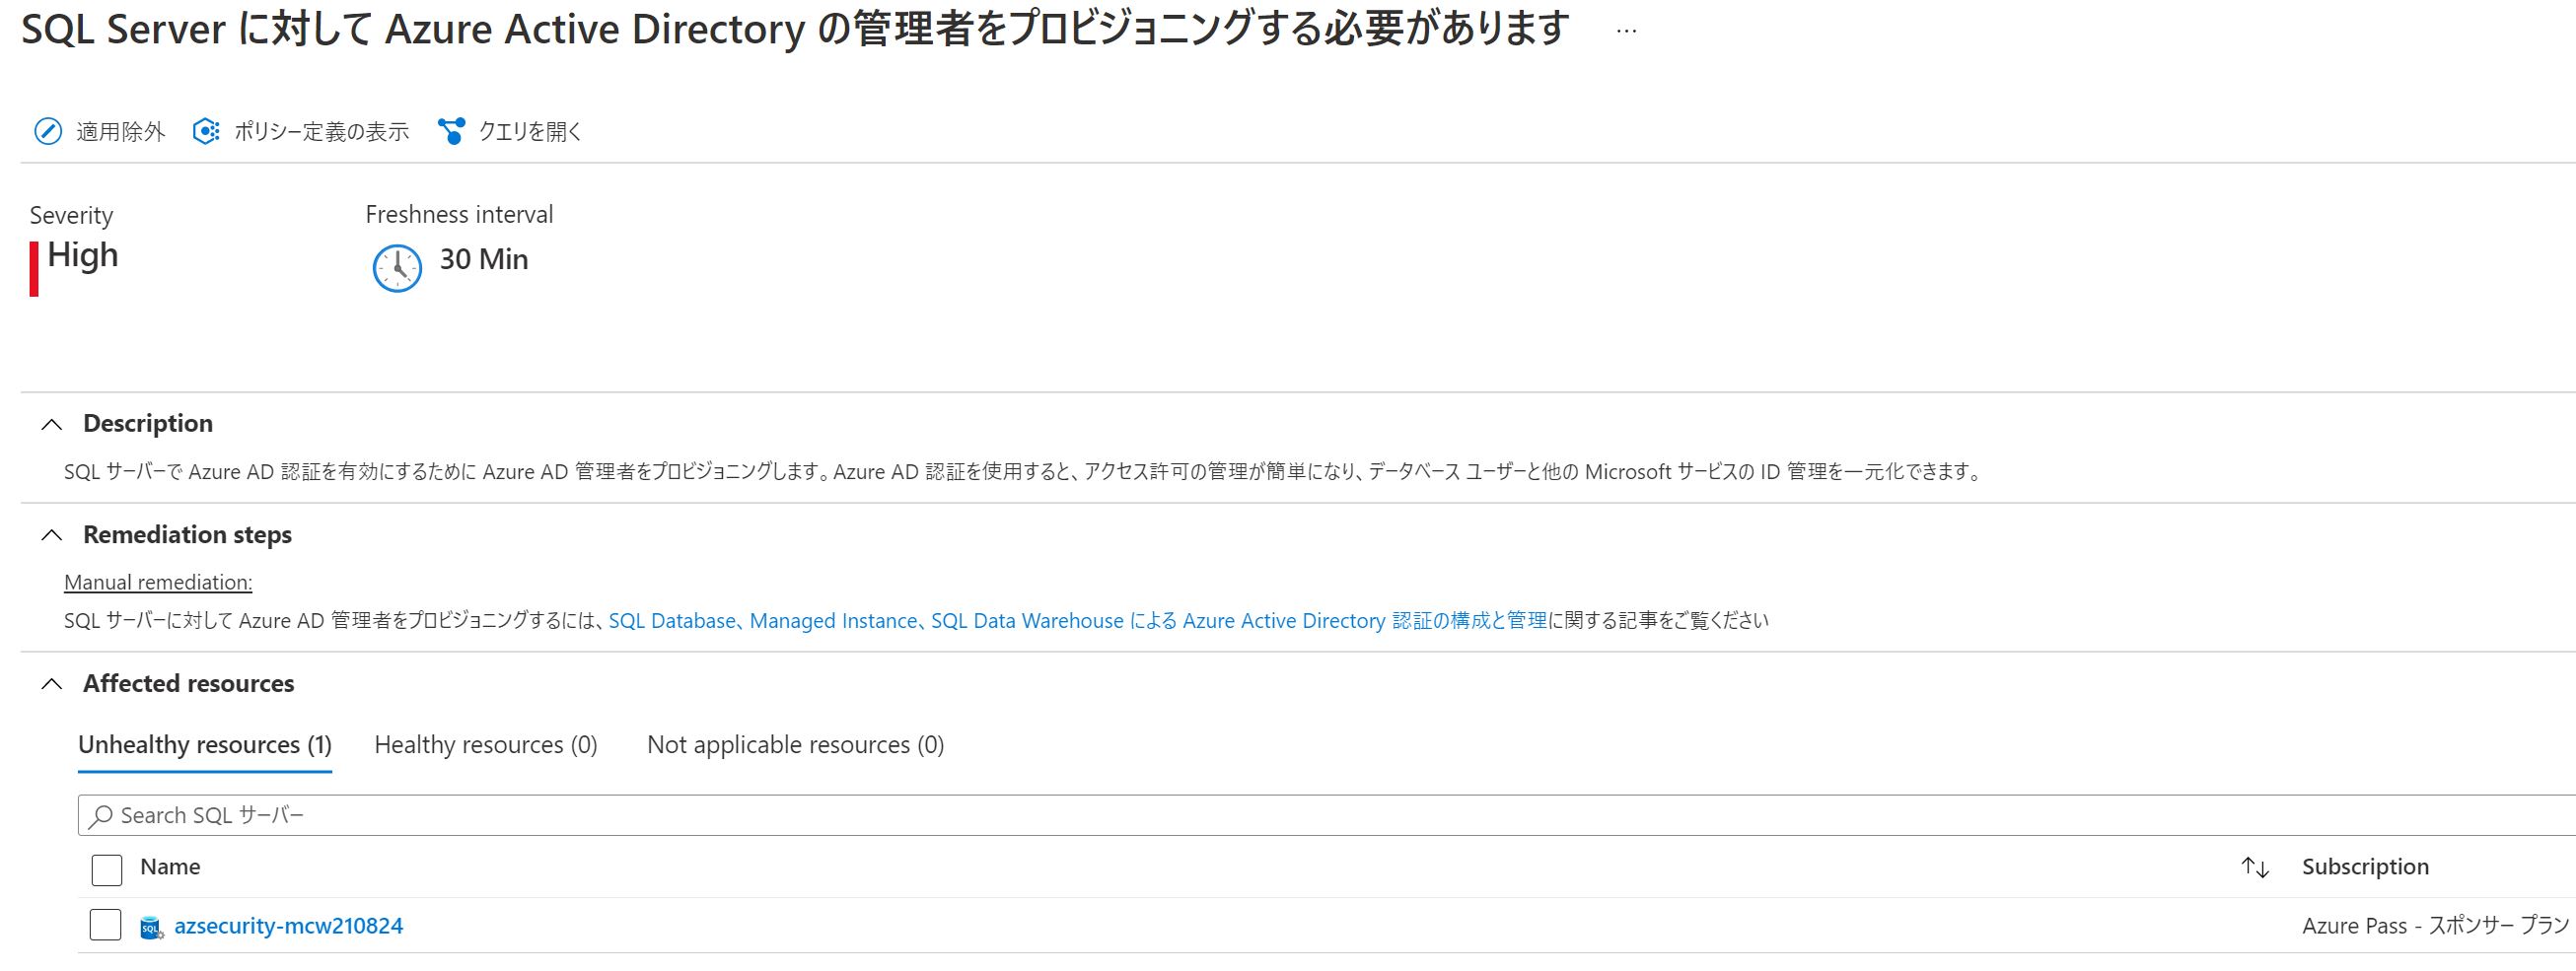 SQL Server に対して Azure Active Directory の管理者をプロビジョニングする必要があります ...
適用除外 ポリシー定義の表示 クエリを開く
Severity Freshness interval
High 30 Min
Description
SQL サーバーで Azure AD 認証を有効にするために Azure AD 管理者をプロビジョニングします。Azure AD 認証を使用すると、アクセス許可の管理が簡単になり、データベース ユーザーと他の Microsoft サービスの ID 管理を一元化できます。
Remediation steps
Manual remediation:
SQL サーバーに対して Azure AD 管理者をプロビジョニングするには、SQL Database、Managed Instance、SQL Data Warehouse による Azure Active Directory 認証の構成と管理に関する記事をご覧ください
Affected resources
Unhealthy resources (1) Healthy resources (0) Not applicable resources (0)
Search SQL サーバー
Name ↑↓ Subscription
SQL azsecurity-mcw210824 Azure Pass - スポンサー プラン